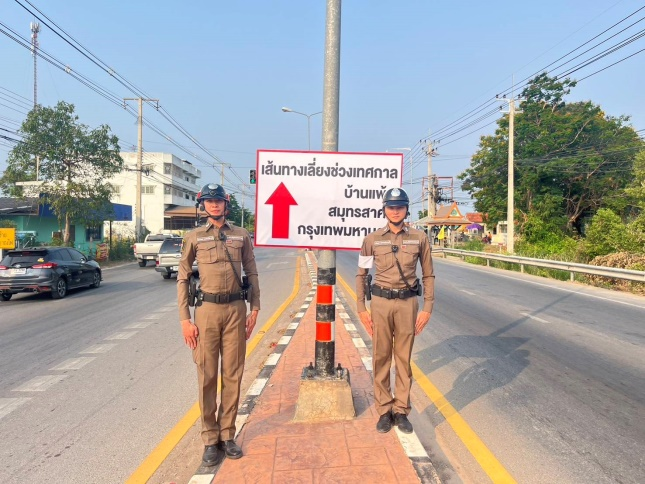 เส้นทางเลี่ยงช่วงเทศกาล
บ้านแพ้
สมุทรสาค
กรุงเทพมหา